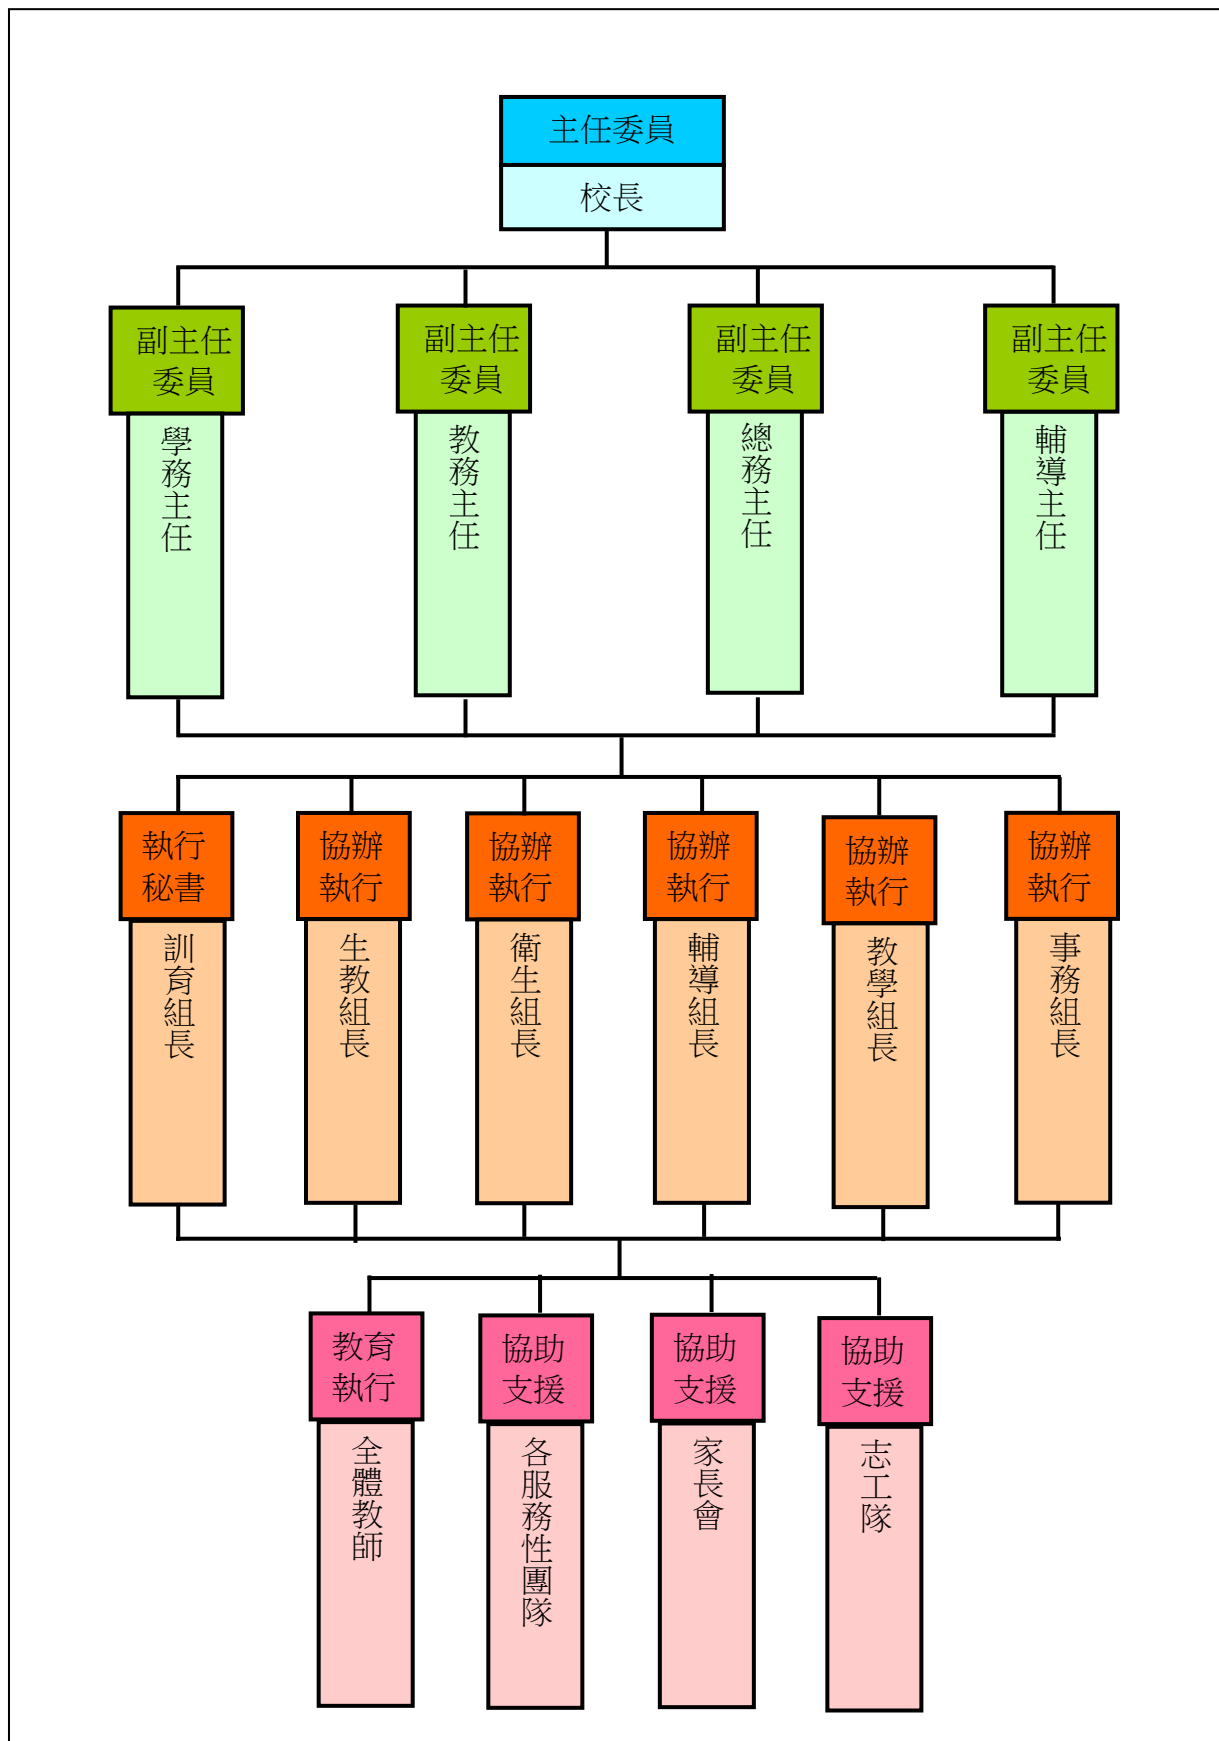 主任委員
校長
副主任
委員
學務主任
副主任
委員
教務主任
副主任
委員
總務主任
副主任
委員
輔導主任
執行
秘書
訓育組長
協辦
執行
生教組長
協辦
執行
衛生組長
協辦
執行
輔導組長
協辦
執行
教學組長
協辦
執行
事務組長
教育
執行
全體教師
協助
支援
各服務性團隊
協助
支援
家長會
協助
支援
志工隊